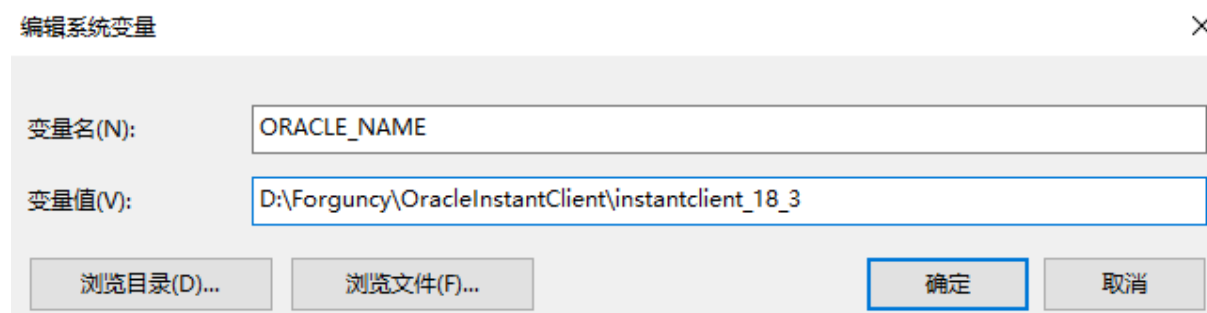 编辑系统变量
变量名(N): ORACLE_NAME
变量值(V): D:\Forguncy\OracleInstantClient\instantclient_18_3
浏览目录(D)... 浏览文件(F)... 确定 取消